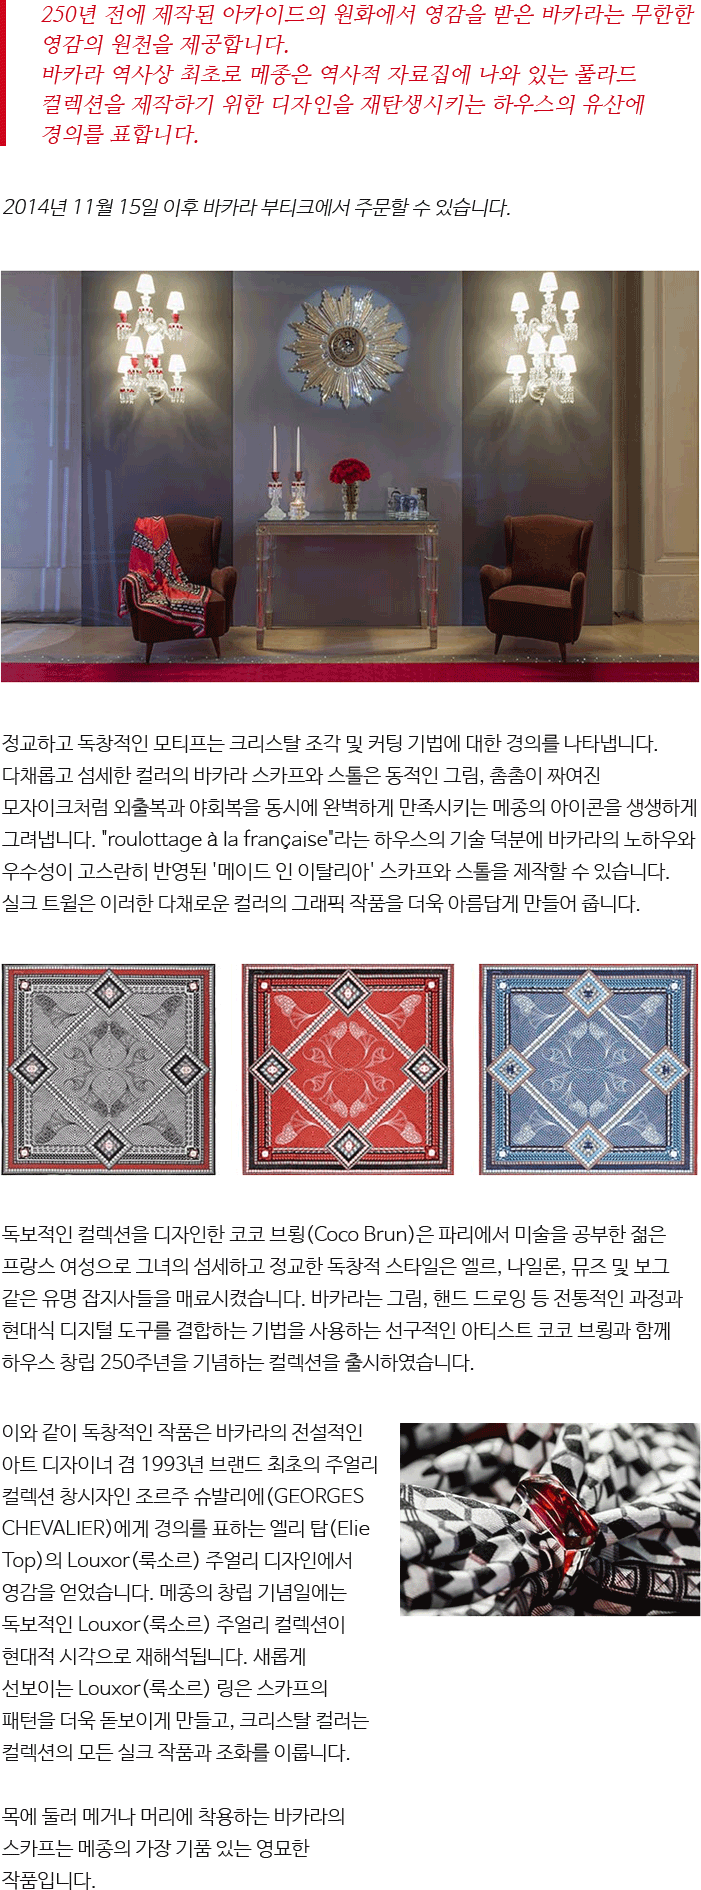 250년 전에 제작된 아카이드의 원화에서 영감을 받은 바카라는 무한한
영감의 원천을 제공합니다.
바카라 역사상 최초로 메종은 역사적 자료집에 나와 있는 풀라드
컬렉션을 제작하기 위한 디자인을 재탄생시키는 하우스의 유산에
경의를 표합니다.
2014년 11월 15일 이후 바카라 부티크에서 주문할 수 있습니다.
정교하고 독창적인 모티프는 크리스탈 조각 및 커팅 기법에 대한 경의를 나타냅니다.
다채롭고 섬세한 컬러의 바카라 스카프와 스톨은 동적인 그림, 촘촘이 짜여진
모자이크처럼 외출복과 야회복을 동시에 완벽하게 만족시키는 메종의 아이콘을 생생하게
그려냅니다. "roulottage à la française"라는 하우스의 기술 덕분에 바카라의 노하우와
우수성이 고스란히 반영된 '메이드 인 이탈리아' 스카프와 스톨을 제작할 수 있습니다.
실크 트윌은 이러한 다채로운 컬러의 그래픽 작품을 더욱 아름답게 만들어 줍니다.
독보적인 컬렉션을 디자인한 코코 브룅(Coco Brun)은 파리에서 미술을 공부한 젊은
프랑스 여성으로 그녀의 섬세하고 정교한 독창적 스타일은 엘르, 나일론, 뮤즈 및 보그
같은 유명 잡지사들을 매료시켰습니다. 바카라는 그림, 핸드 드로잉 등 전통적인 과정과
현대식 디지털 도구를 결합하는 기법을 사용하는 선구적인 아티스트 코코 브룅과 함께
하우스 창립 250주년을 기념하는 컬렉션을 출시하였습니다.
이와 같이 독창적인 작품은 바카라의 전설적인
아트 디자이너 겸 1993년 브랜드 최초의 주얼리
컬렉션 창시자인 조르주 슈발리에(GEORGES
CHEVALIER)에게 경의를 표하는 엘리 탑(Elie
Top)의 Louxor(룩소르) 주얼리 디자인에서
영감을 얻었습니다. 메종의 창립 기념일에는
독보적인 Louxor(룩소르) 주얼리 컬렉션이
현대적 시각으로 재해석됩니다. 새롭게
선보이는 Louxor(룩소르) 링은 스카프의
패턴을 더욱 돋보이게 만들고, 크리스탈 컬러는
컬렉션의 모든 실크 작품과 조화를 이룹니다.
목에 둘러 메거나 머리에 착용하는 바카라의
스카프는 메종의 가장 기품 있는 영묘한
작품입니다.